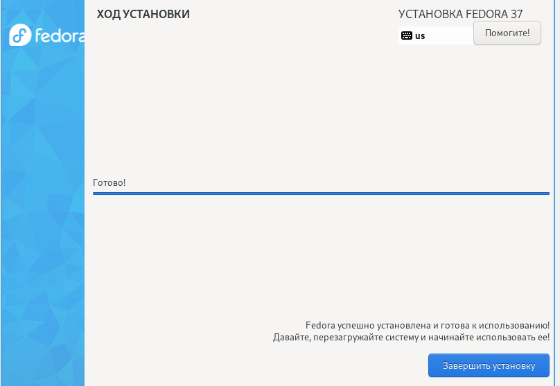 ХОД УСТАНОВКИ
УСТАНОВКА FEDORA 37
fedora
us
Помогите!
Готово!
Fedora успешно установлена и готова к использованию!
Давайте, перезагружайте систему и начинайте использовать ее!
Завершить установку